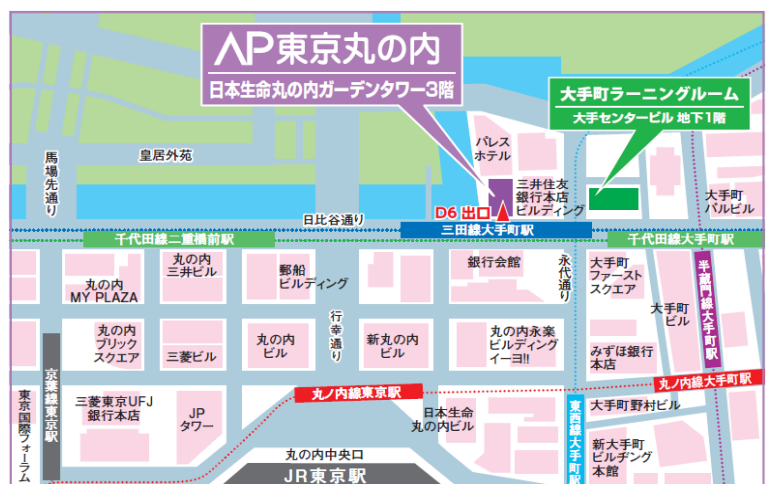 AP東京丸の内
日本生命丸の内ガーデンタワー3階
大手町ラーニングルーム
大手センタービル 地下1階
馬場先通り
皇居外苑
パレス
ホテル
三井住友
銀行本店
ビルディング
大手町
パルビル
日比谷通り
D6 出口
三田線大手町駅
千代田線二重橋前駅
千代田線大手町駅
丸の内
MY PLAZA
丸の内
三井ビル
郵船
ビルディング
行幸通り
銀行会館
永代通り
大手町
ファースト
スクエア
大手町
ビル
半蔵門線大手町駅
丸の内
ブリック
スクエア
三菱ビル
丸の内
ビル
新丸の内
ビル
丸の内永楽
ビルディング
イーヨ!!
みずほ銀行
本店
京葉線東京駅
丸ノ内線東京駅
丸ノ内線大手町駅
東京国際フォーラム
三菱東京UFJ
銀行本店
JP
タワー
日本生命
丸の内ビル
東西線大手町駅
大手町野村ビル
新大手町
ビルヂング
本館
丸の内中央口
JR東京駅